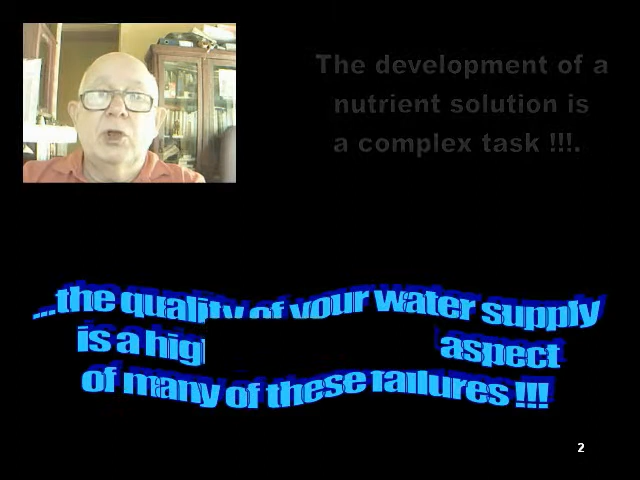 The development of a
nutrient solution is
a complex task !!!.
...the quality of your water supply
is a aspect
of many of these failures !!!
2